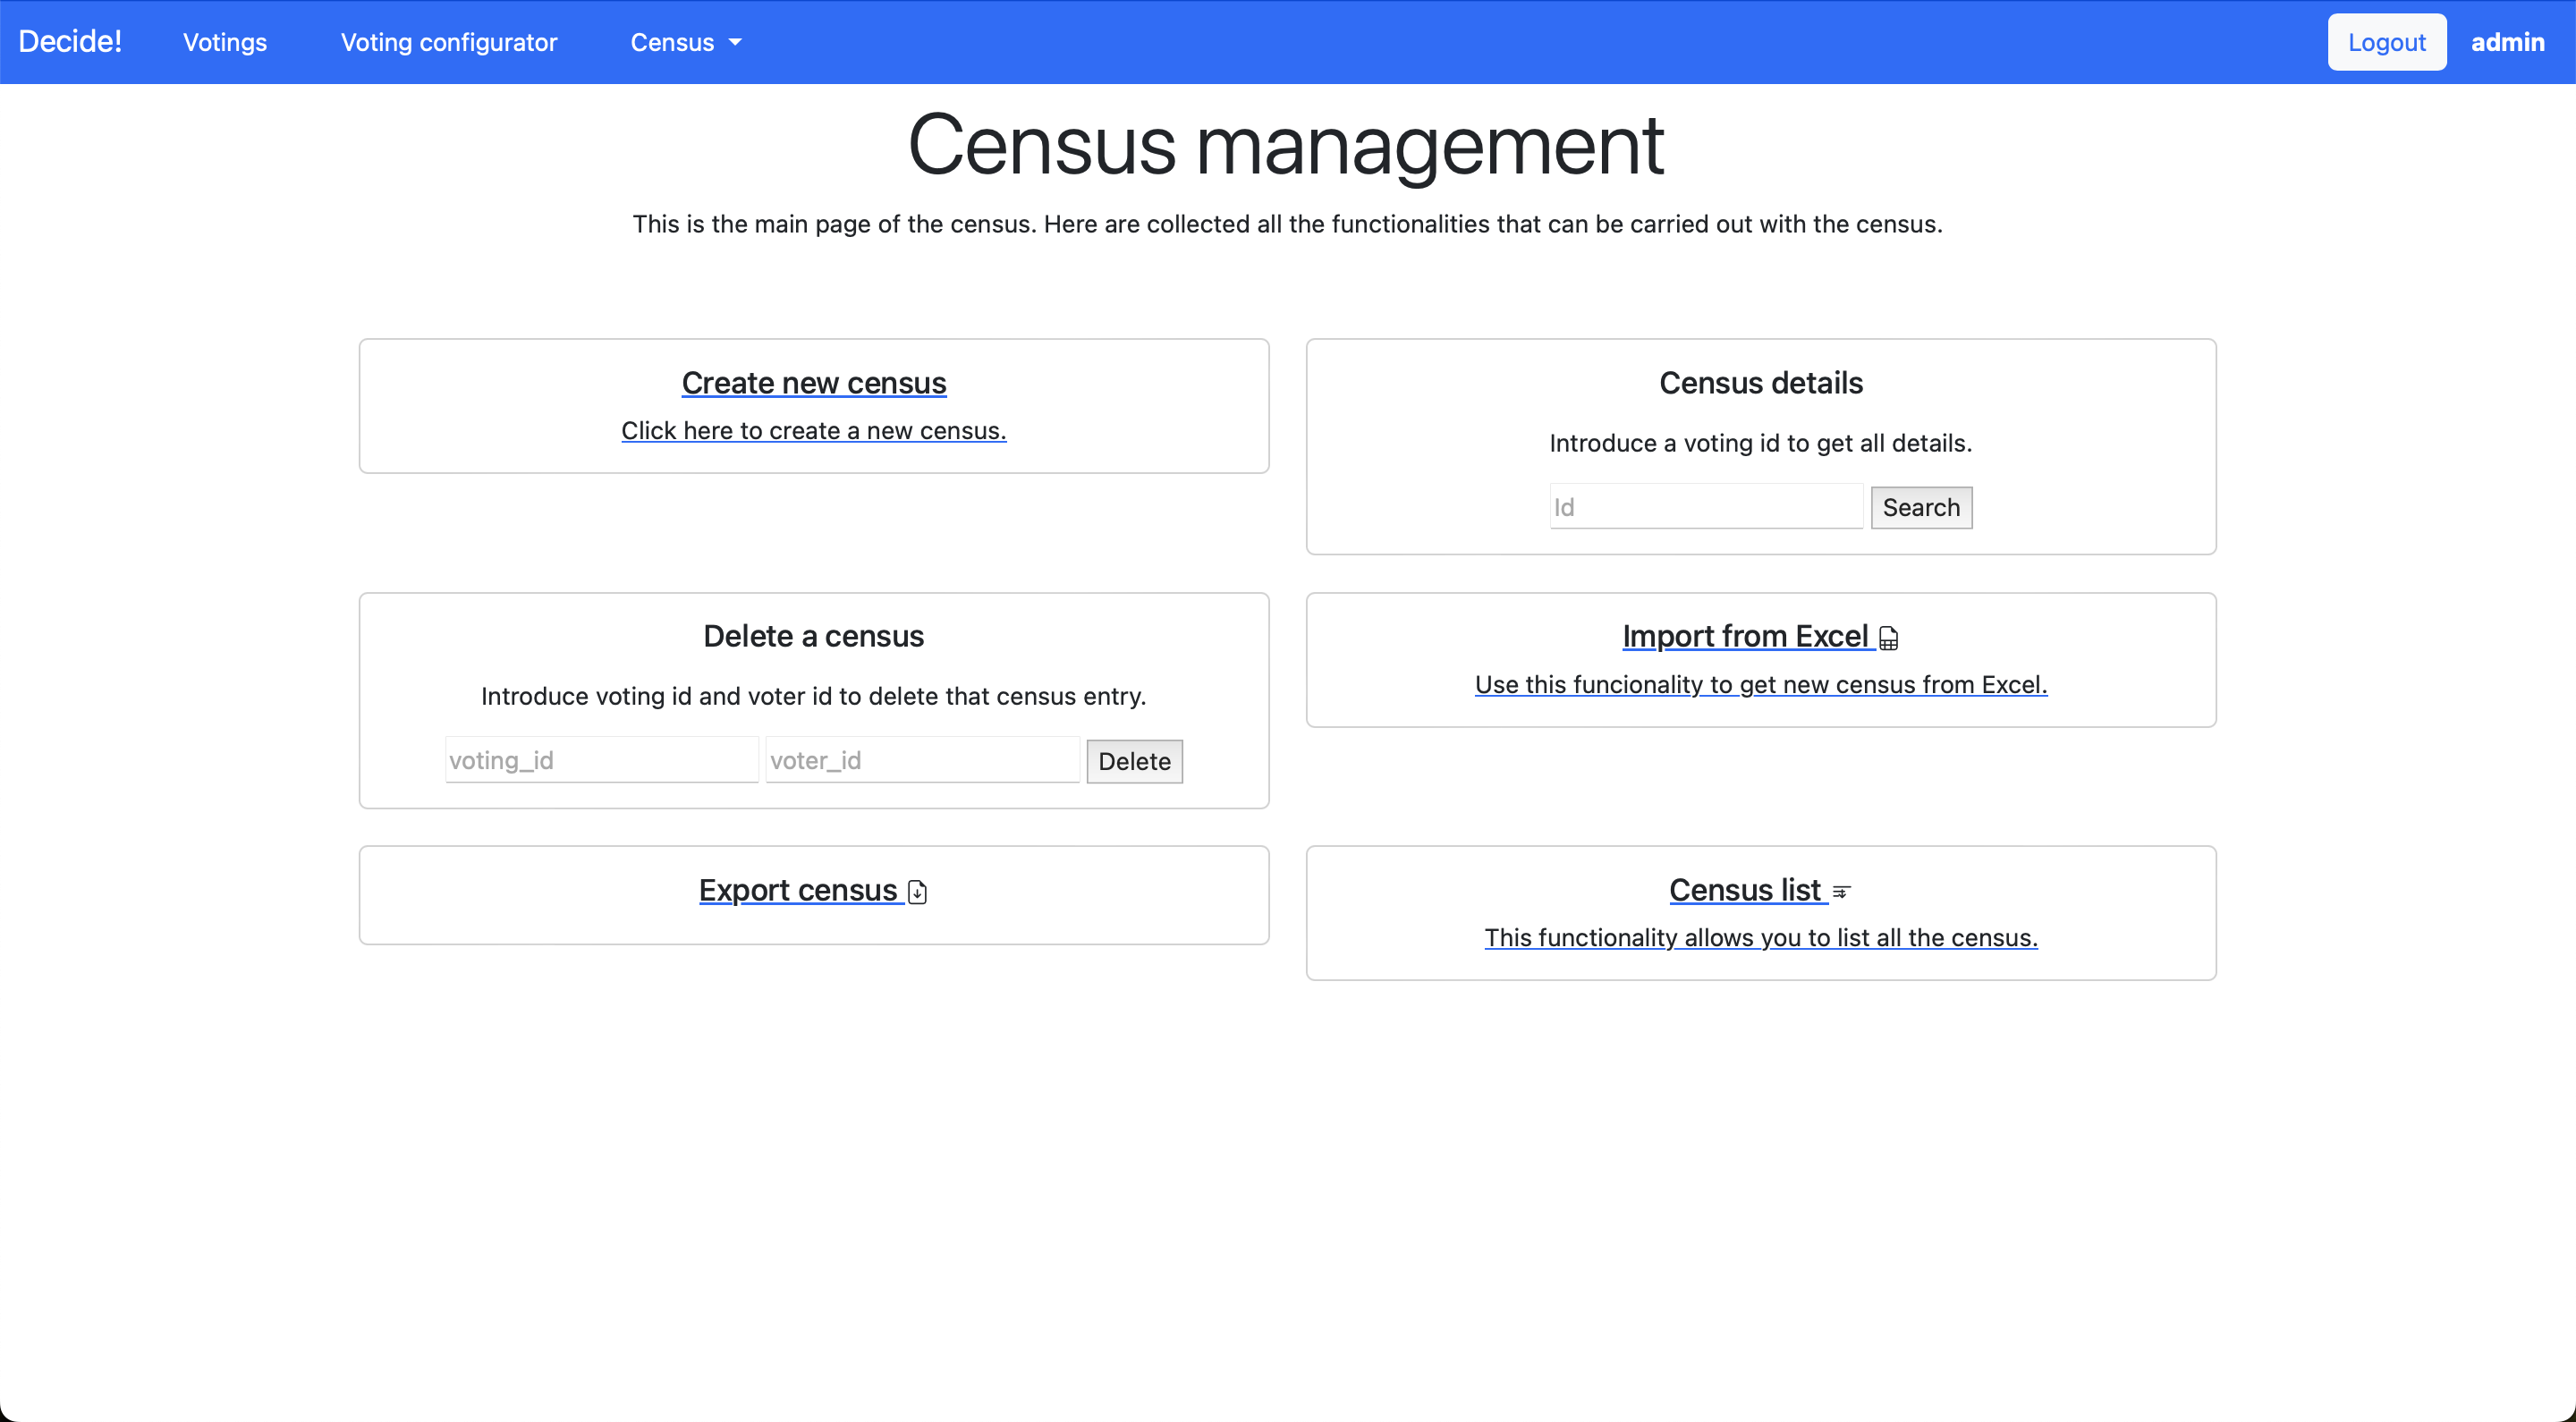 Decide! Votings Voting configurator Census Logout admin
Census management
This is the main page of the census. Here are collected all the functionalities that can be carried out with the census.
Create new census
Click here to create a new census.
Census details
Introduce a voting id to get all details.
Id Search
Delete a census
Introduce voting id and voter id to delete that census entry.
voting_id voter_id Delete
Import from Excel
Use this funcionality to get new census from Excel.
Export census
Census list
This functionality allows you to list all the census.